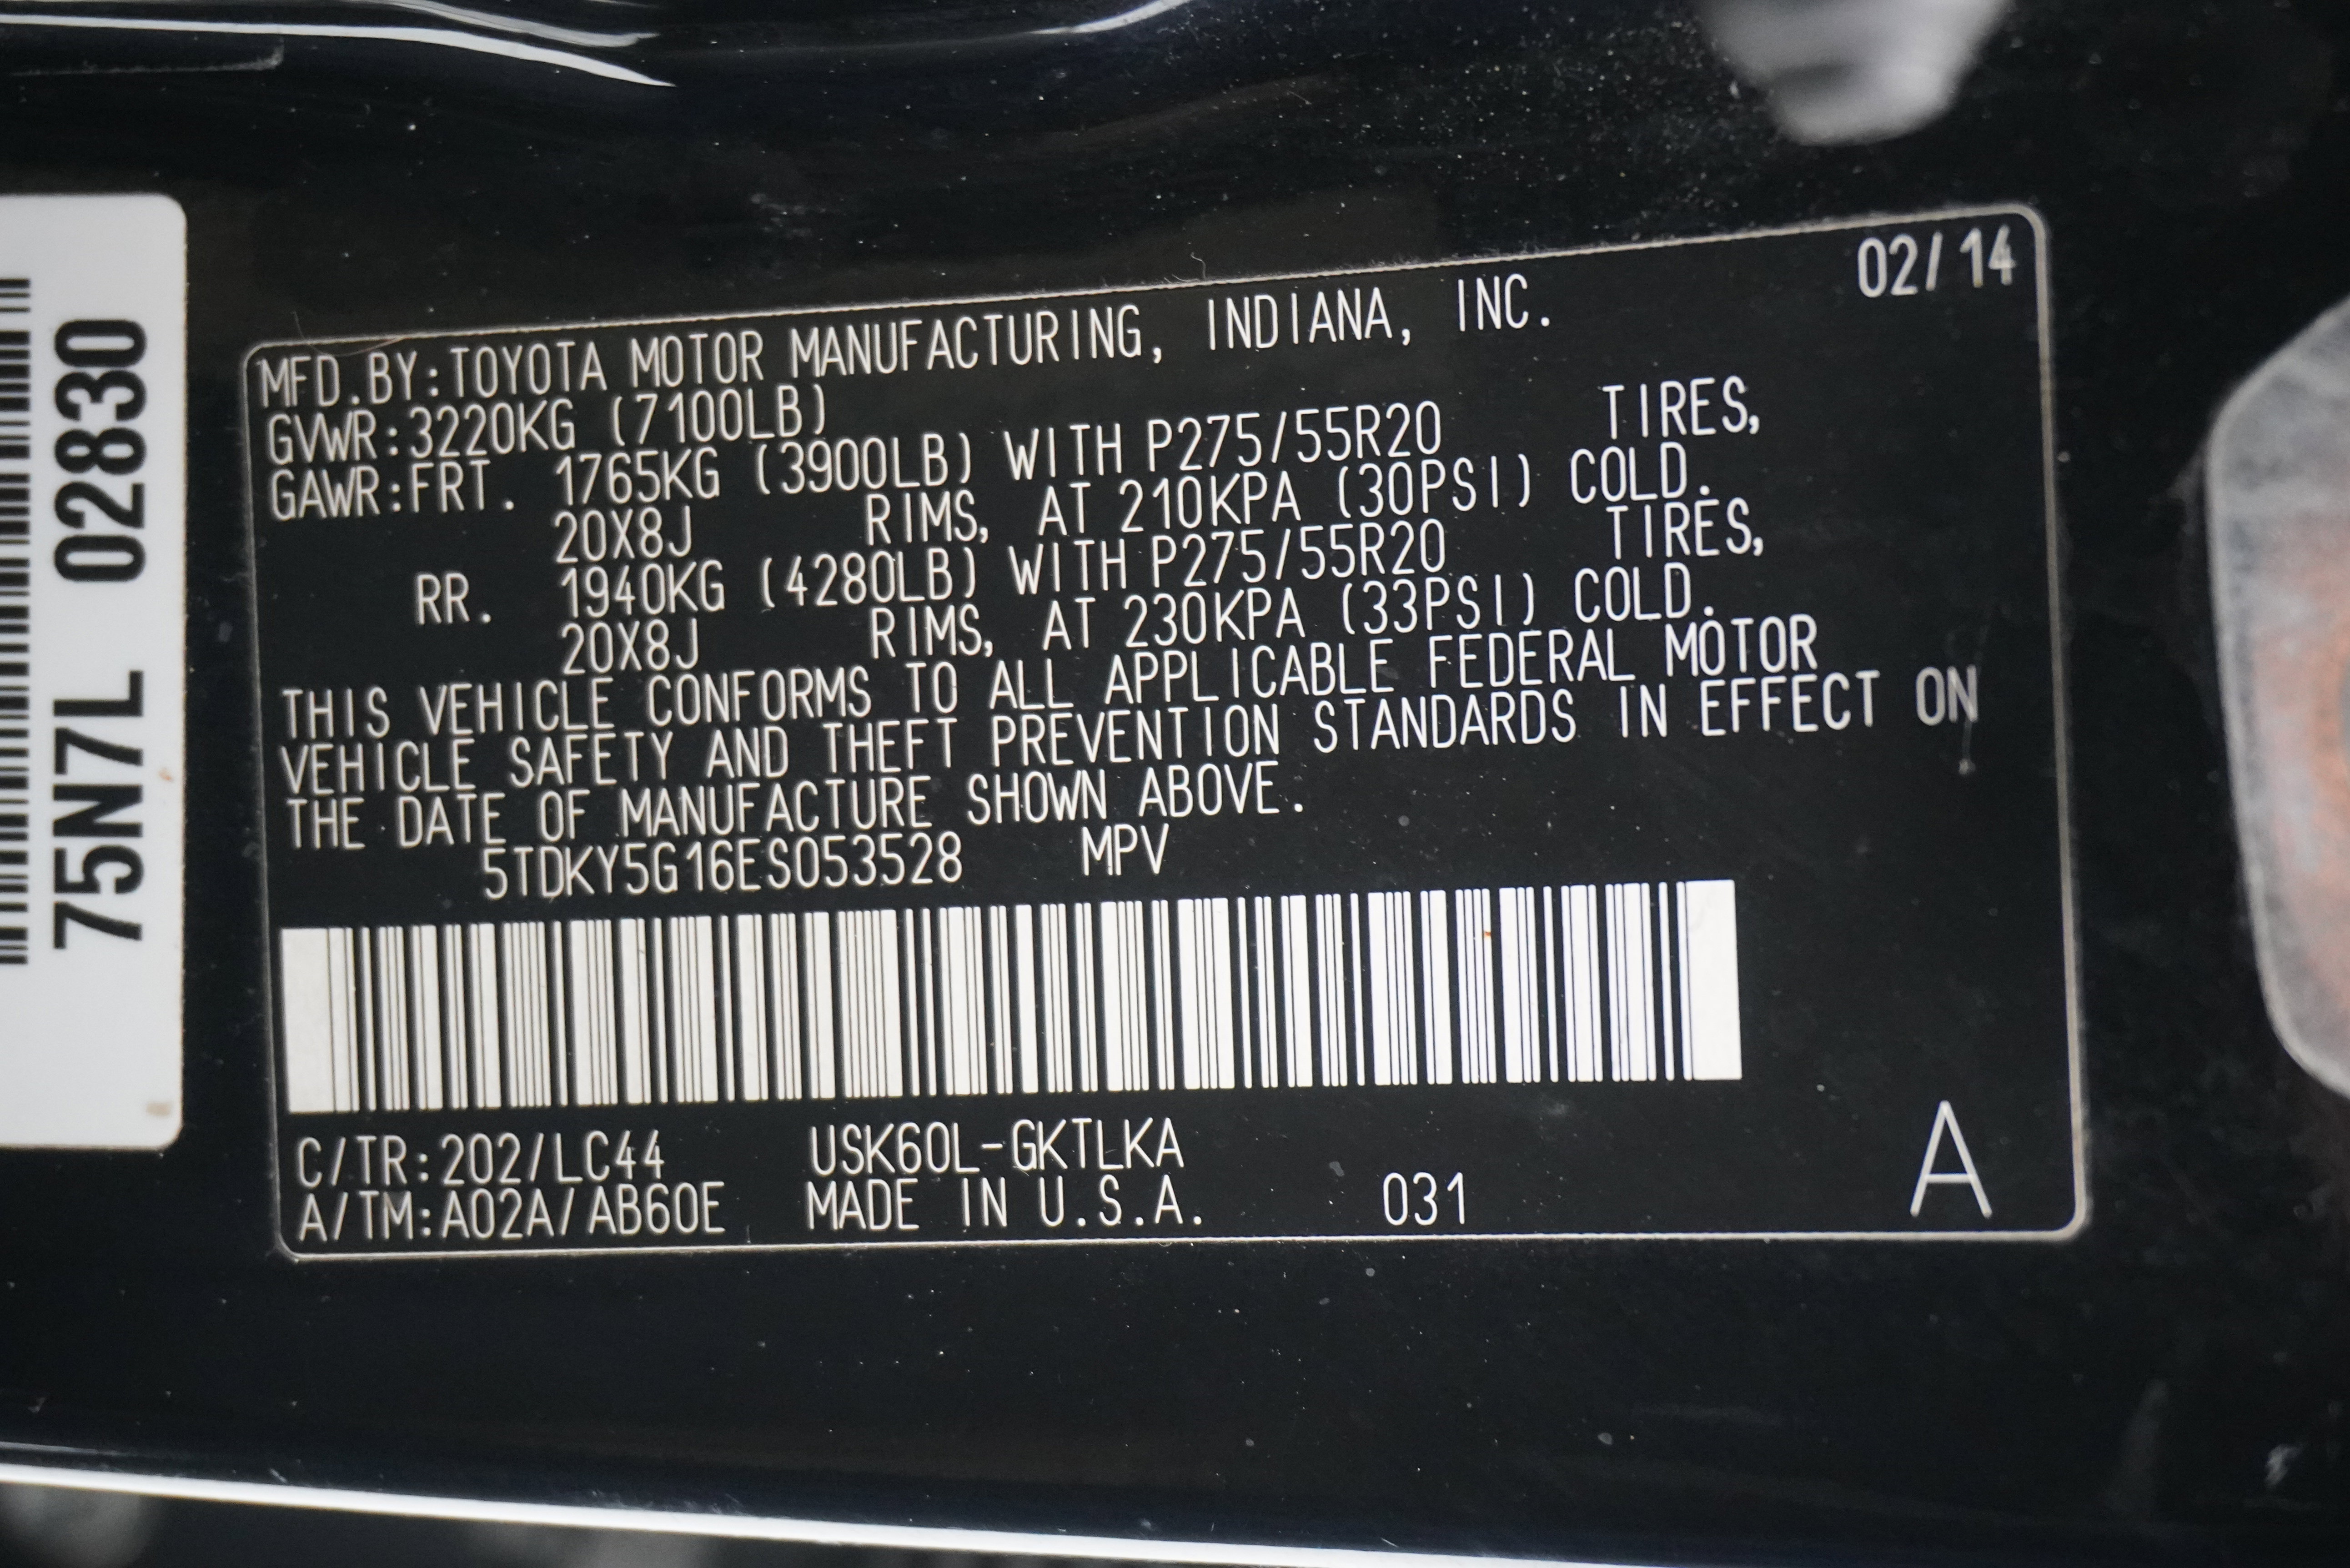 75N7L 02830
02/14
MFD.BY:TOYOTA MOTOR MANUFACTURING, INDIANA, INC.
GVWR:3220KG (7100LB)
GAWR:FRT. 1765KG (3900LB) WITH P275/55R20 TIRES,
20X8J RIMS, AT 210KPA (30PSI) COLD.
RR. 1940KG (4280LB) WITH P275/55R20 TIRES,
20X8J RIMS, AT 230KPA (33PSI) COLD.
THIS VEHICLE CONFORMS TO ALL APPLICABLE FEDERAL MOTOR
VEHICLE SAFETY AND THEFT PREVENTION STANDARDS IN EFFECT ON
THE DATE OF MANUFACTURE SHOWN ABOVE.
5TDKY5G16ES053528 MPV
C/TR:202/LC44 USK60L-GKTLKA
A/TM:A02A/AB60E MADE IN U.S.A. 031 A